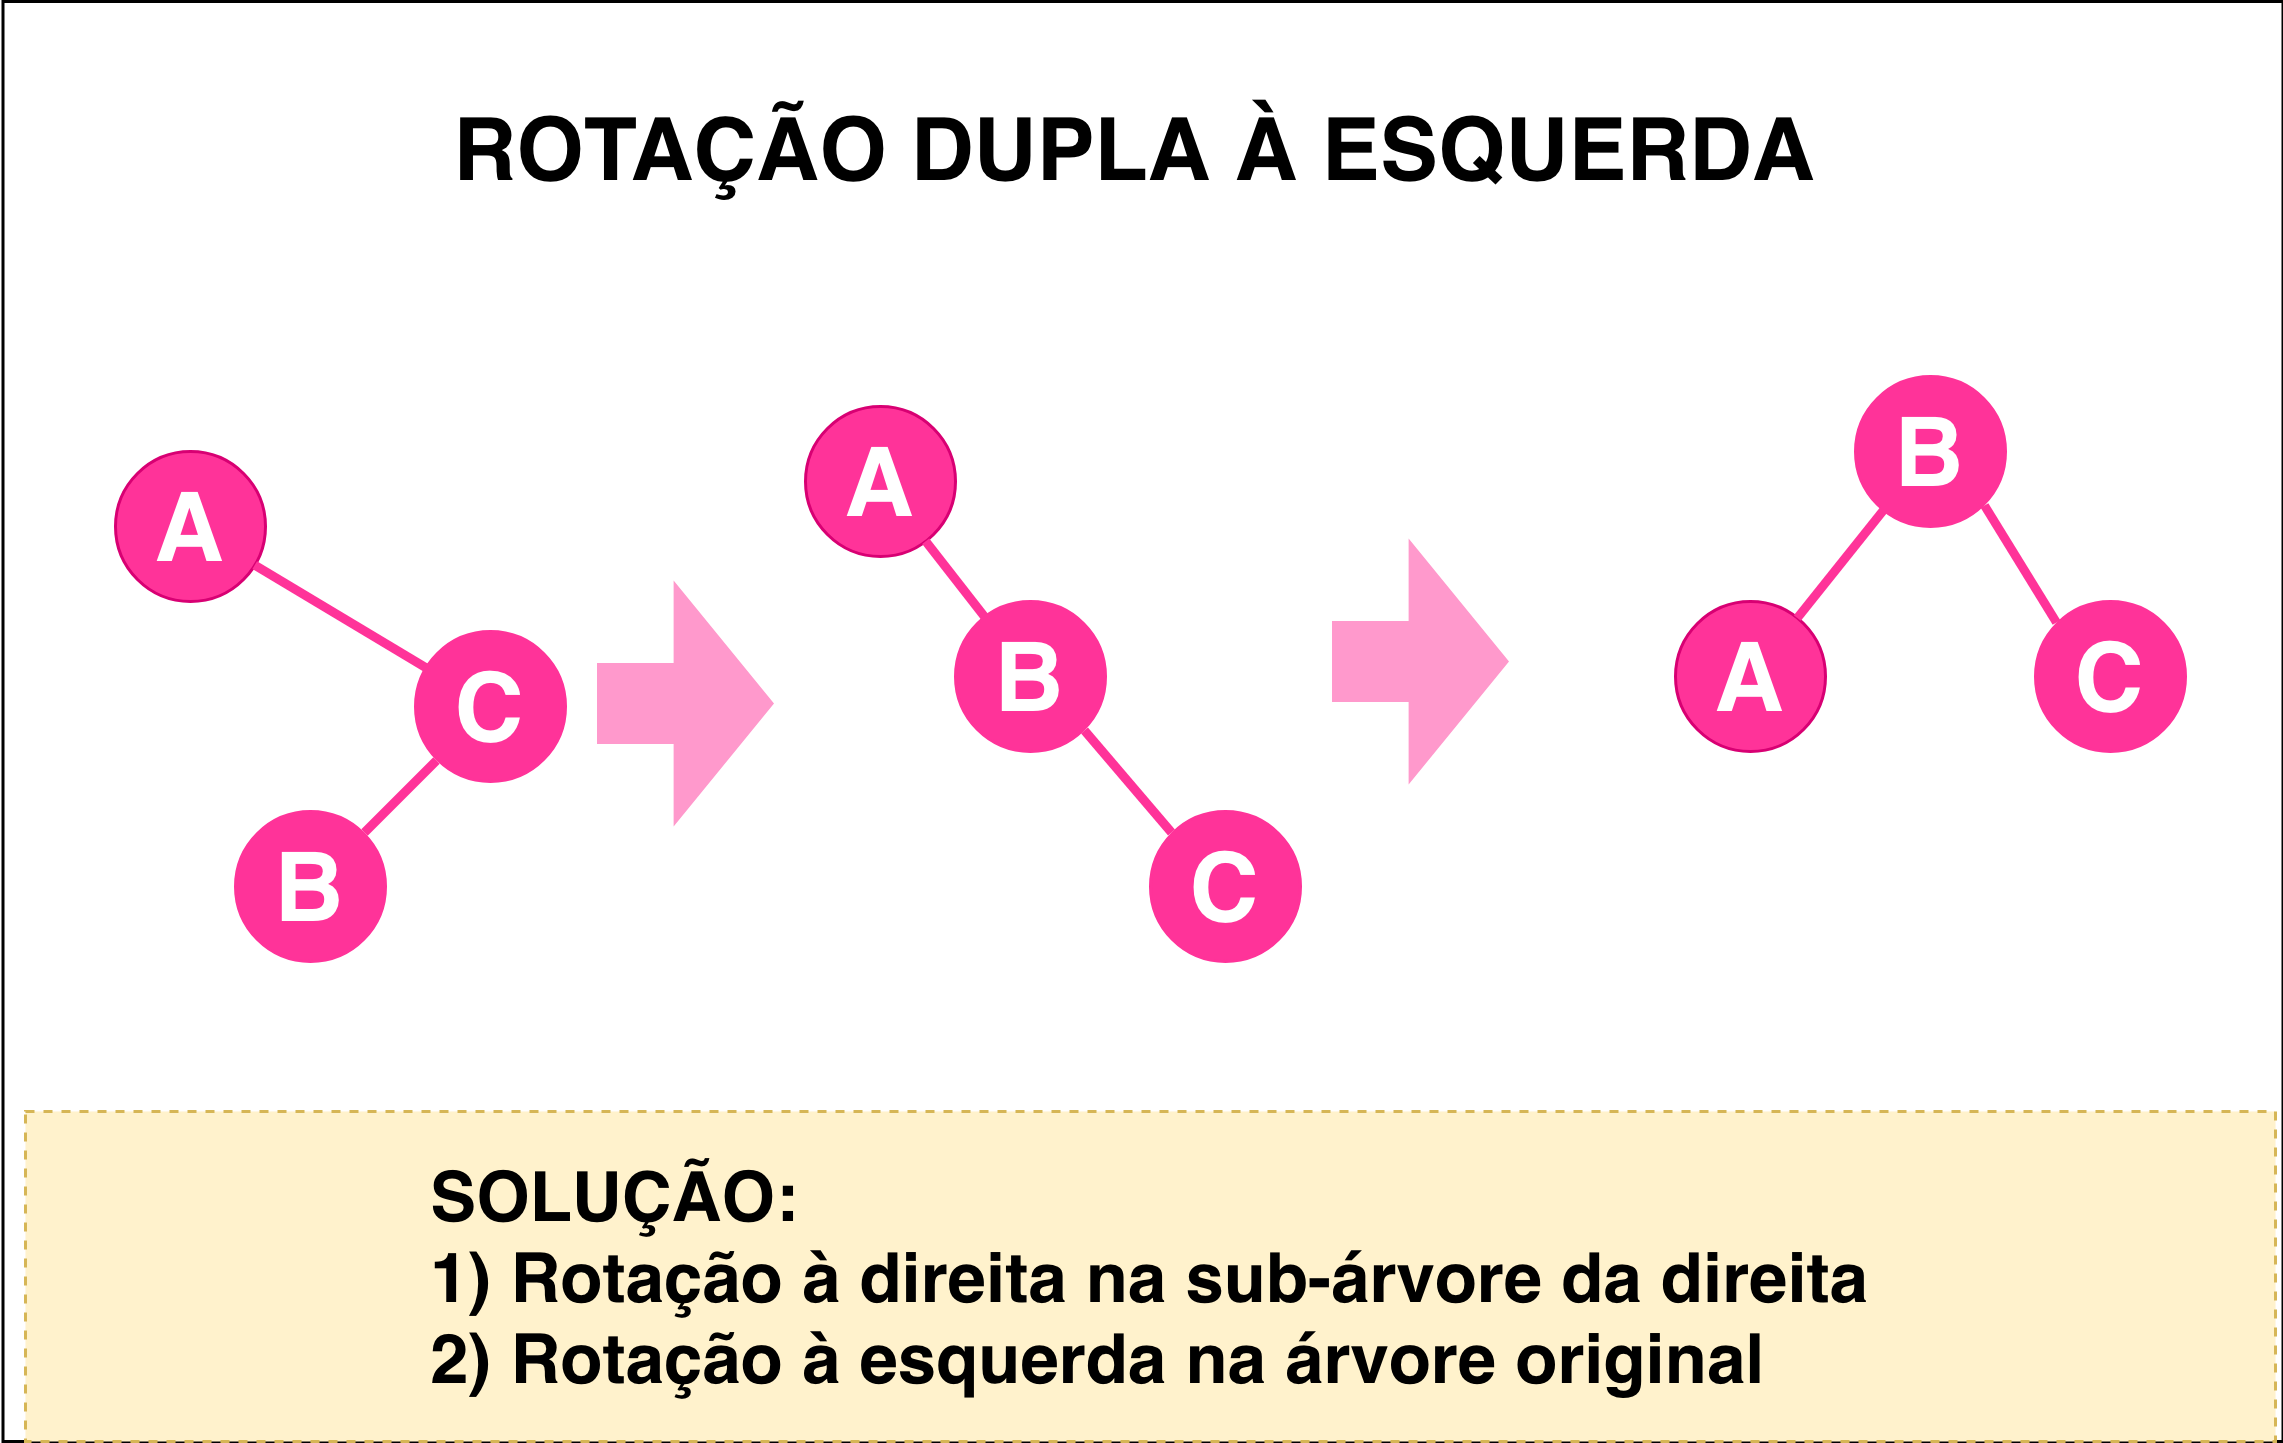 ROTAÇÃO DUPLA À ESQUERDA
A
C
B
A
B
C
B
A
C
SOLUÇÃO:
1) Rotação à direita na sub-árvore da direita
2) Rotação à esquerda na árvore original